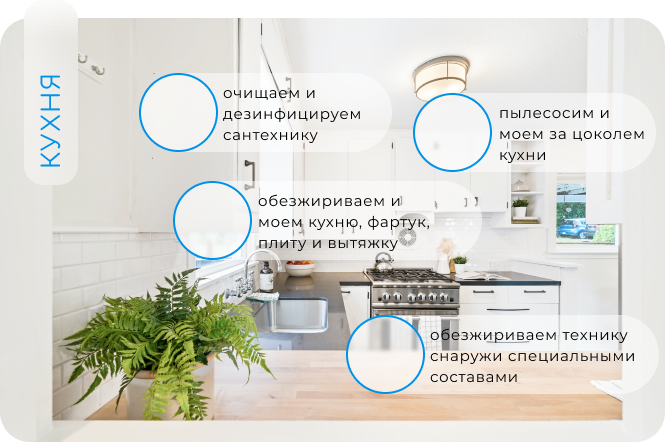 КУХНЯ
очищаем и
дезинфицируем
сантехнику
пылесосим и
моем за цоколем
кухни
обезжириваем и
моем кухню, фартук,
плиту и вытяжку
обезжириваем технику
снаружи специальными
составами